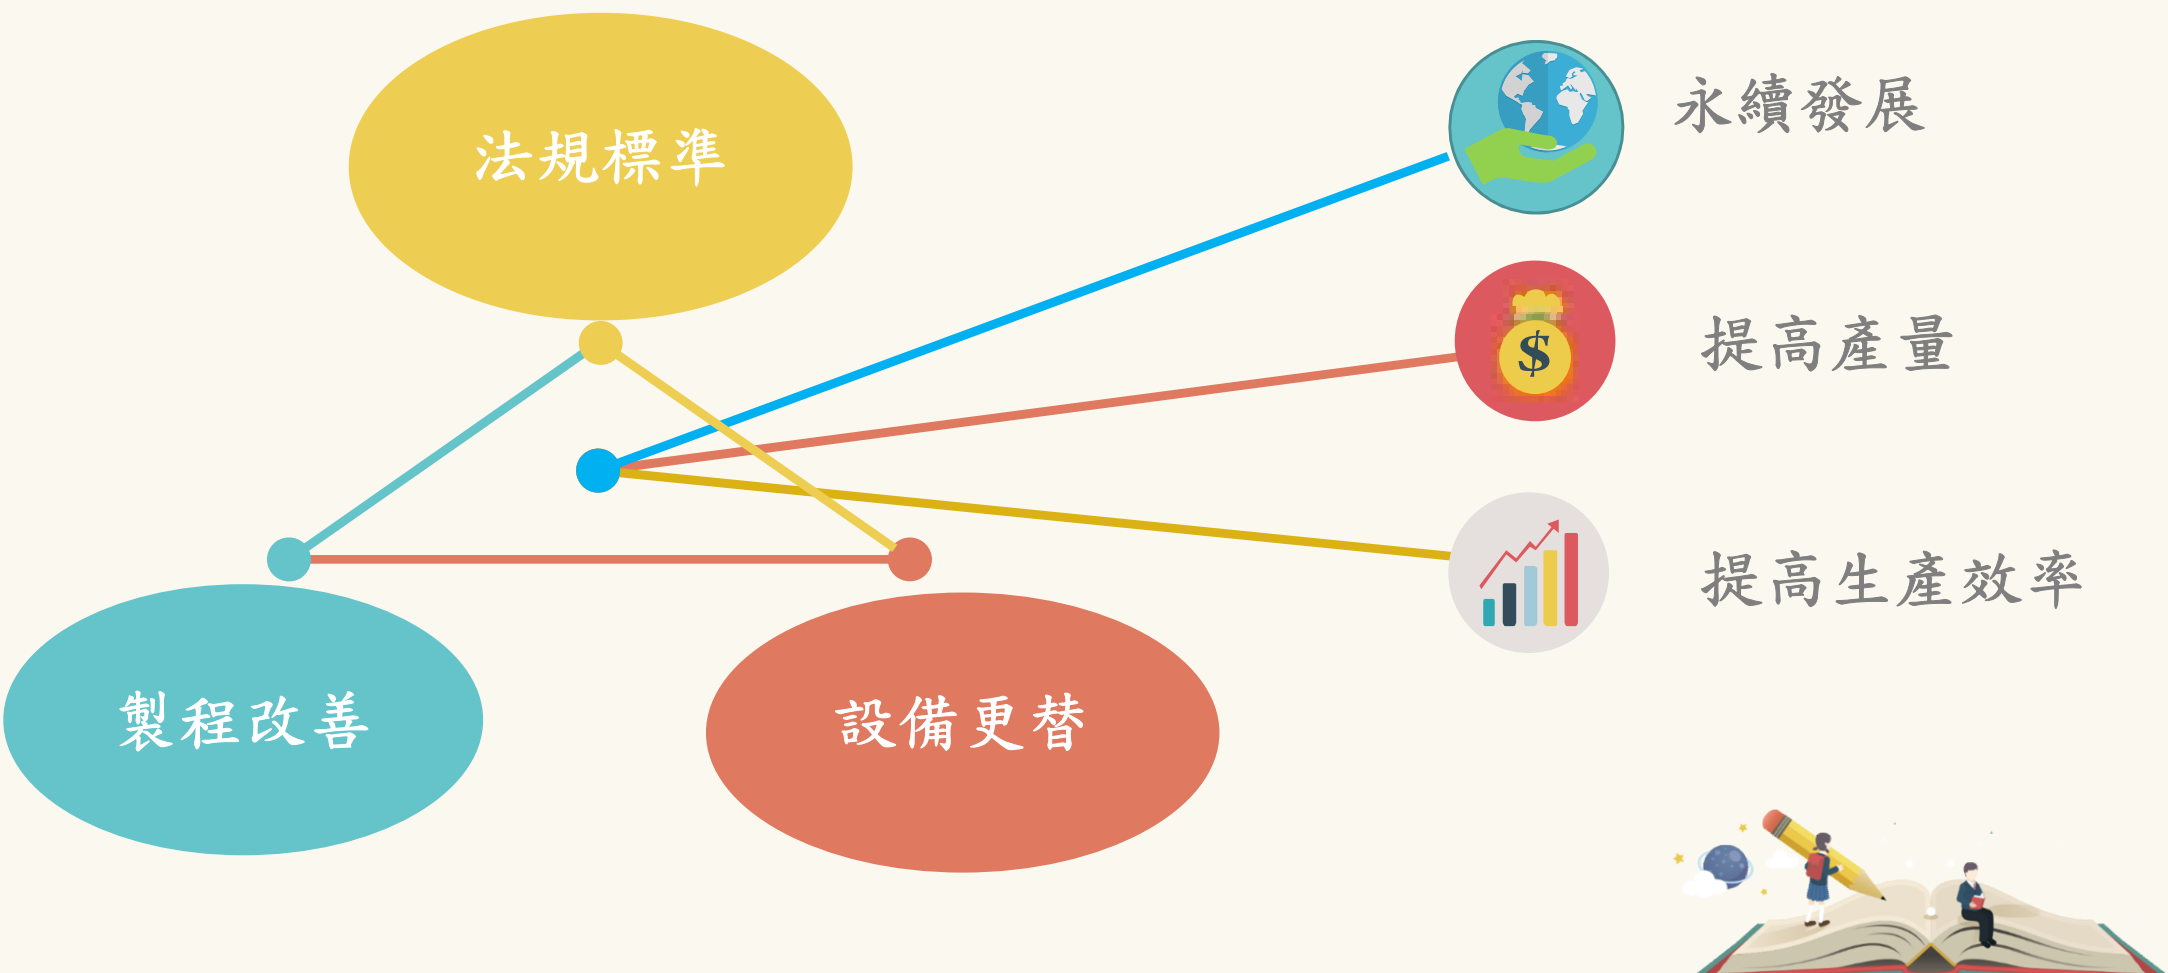 法規標準
製程改善
設備更替
永續發展
$
提高產量
提高生產效率